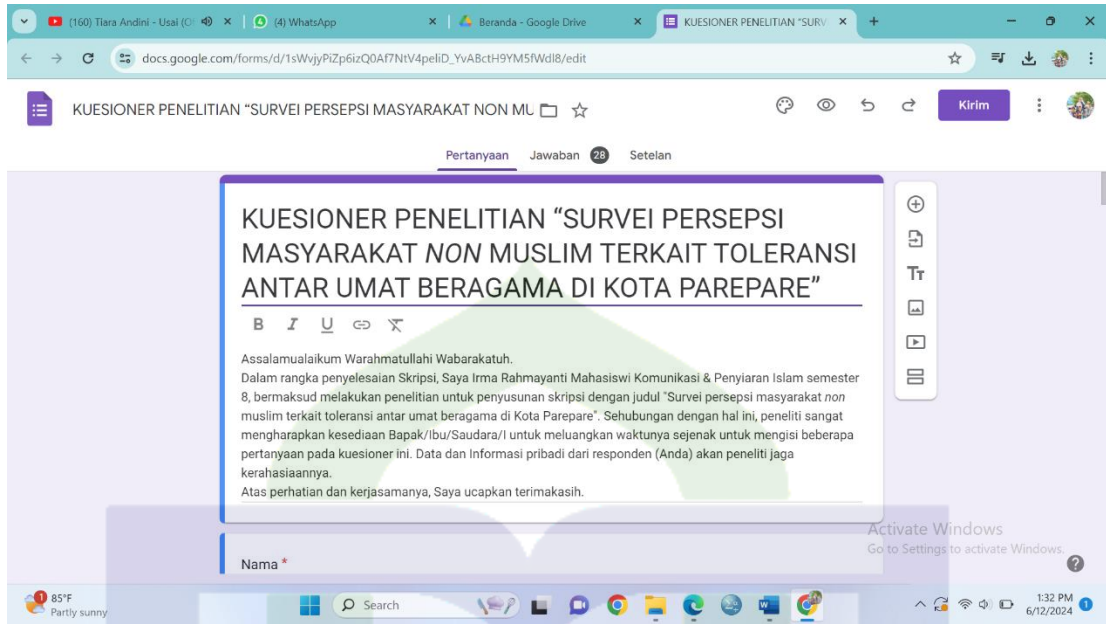 (160) Tiara Andini - Usai (O
(4) WhatsApp
Beranda - Google Drive
KUESIONER PENELITIAN "SURV
docs.google.com/forms/d/1sWvjyPiZp6izQ0Af7NtV4peliD_YvABctH9YM5fWdl8/edit
KUESIONER PENELITIAN “SURVEI PERSEPSI MASYARAKAT NON MU
Kirim
Pertanyaan Jawaban 28 Setelan
KUESIONER PENELITIAN “SURVEI PERSEPSI
MASYARAKAT NON MUSLIM TERKAIT TOLERANSI
ANTAR UMAT BERAGAMA DI KOTA PAREPARE”
B I U
Assalamualaikum Warahmatullahi Wabarakatuh.
Dalam rangka penyelesaian Skripsi, Saya Irma Rahmayanti Mahasiswi Komunikasi & Penyiaran Islam semester
8, bermaksud melakukan penelitian untuk penyusunan skripsi dengan judul "Survei persepsi masyarakat non
muslim terkait toleransi antar umat beragama di Kota Parepare". Sehubungan dengan hal ini, peneliti sangat
mengharapkan kesediaan Bapak/Ibu/Saudara/I untuk meluangkan waktunya sejenak untuk mengisi beberapa
pertanyaan pada kuesioner ini. Data dan Informasi pribadi dari responden (Anda) akan peneliti jaga
kerahasiaannya.
Atas perhatian dan kerjasamanya, Saya ucapkan terimakasih.
Tт
Nama *
Activate Windows
Go to Settings to activate Windows.
1
85°F
Partly sunny
Search
1:32 PM
6/12/2024
1